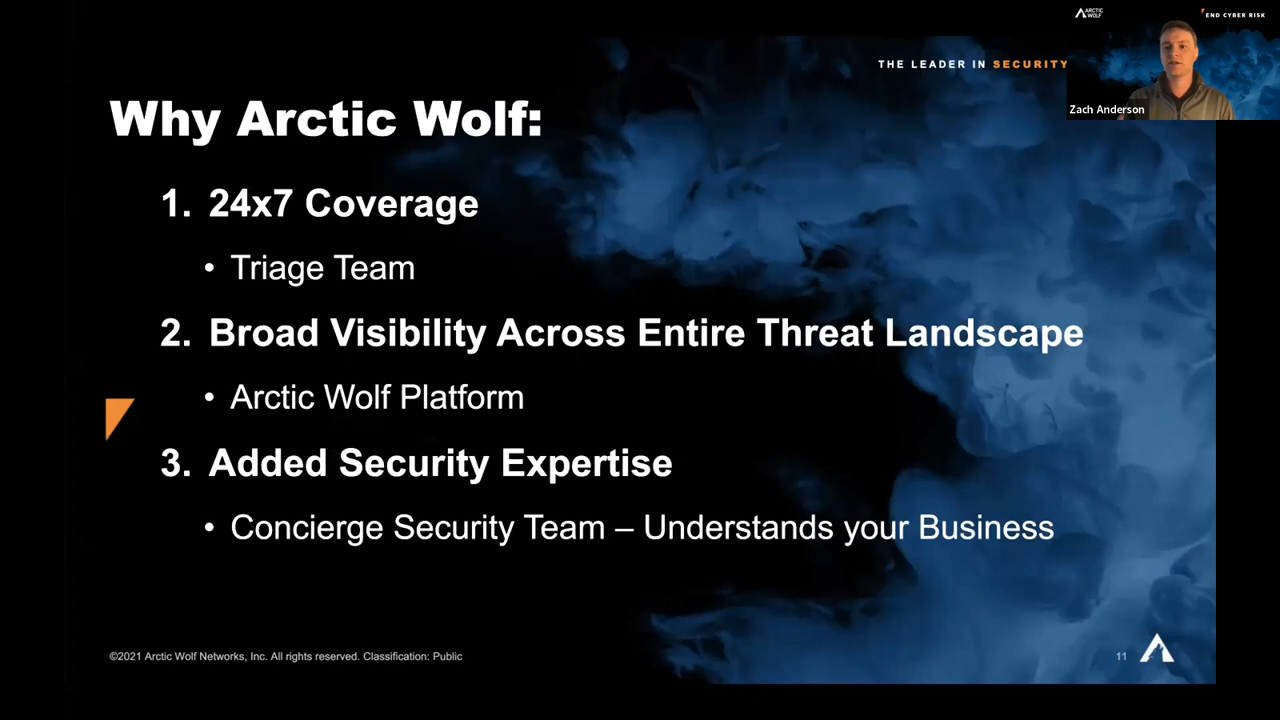 ARCTIC WOLF
END CYBER RISK
THE LEADER IN SECURITY
Zach Anderson
Why Arctic Wolf:
1. 24x7 Coverage
• Triage Team
2. Broad Visibility Across Entire Threat Landscape
• Arctic Wolf Platform
3. Added Security Expertise
• Concierge Security Team – Understands your Business
©2021 Arctic Wolf Networks, Inc. All rights reserved. Classification: Public
11